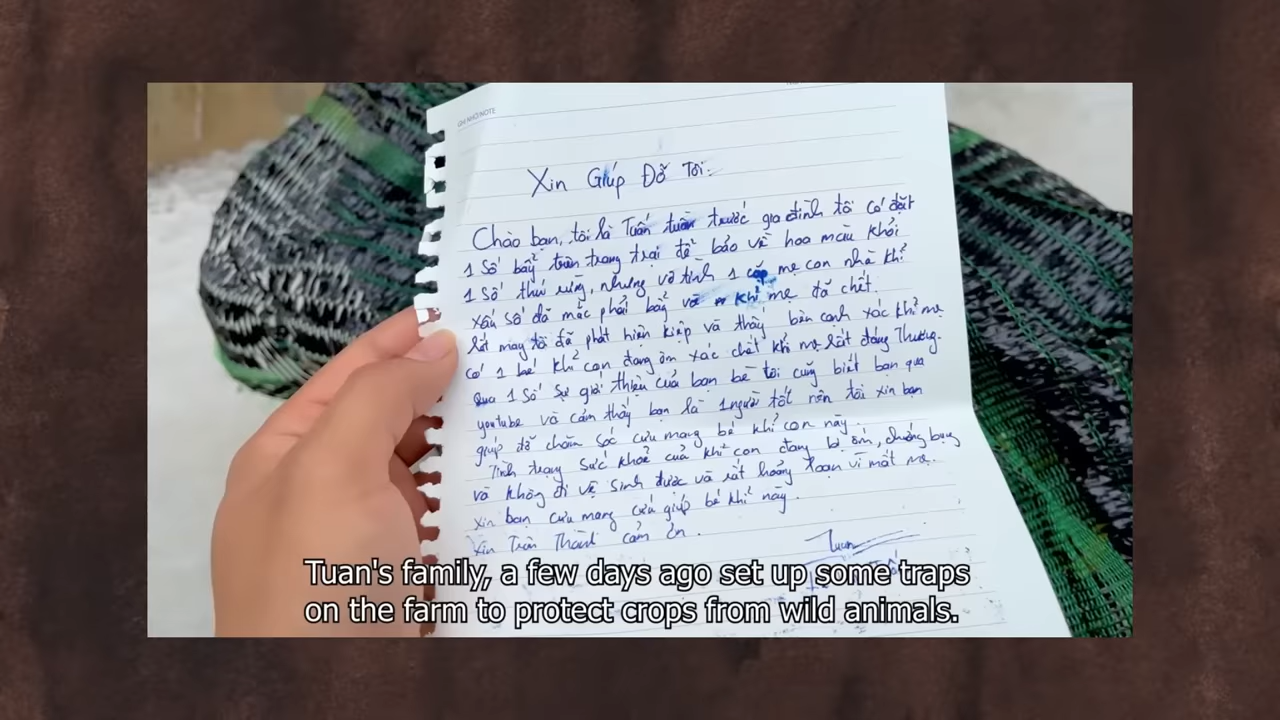 GHI NHỚ/NOTE
Xin Giúp Đỡ Tôi:
Chào bạn, tôi là Tuấn tuần trước gia đình tôi có đặt
1 số bẫy trên trang trại để bảo vệ hoa màu khỏi
1 số thú rừng, nhưng vô tình 1 cặp mẹ con nhà khỉ
xấu số đã mắc phải bẫy và khỉ mẹ đã chết.
Rất may tôi đã phát hiện kịp và thấy bên cạnh xác khỉ mẹ
có 1 bé khỉ con đang ôm xác chết khỉ mẹ rất đáng thương.
Qua 1 số sự giới thiệu của bạn bè tôi cũng biết bạn qua
youtube và cảm thấy bạn là 1 người tốt nên tôi xin bạn
giúp đỡ chăm sóc cưu mang bé khỉ con này.
Tình trạng sức khoẻ của khỉ con đang bị ốm, chướng bụng
và không đi vệ sinh được và rất hoảng loạn vì mất mẹ.
Xin bạn cưu mang cứu giúp bé khỉ này.
Xin Trân Thành cảm ơn.
Tuan
Tuan's family, a few days ago set up some traps
on the farm to protect crops from wild animals.